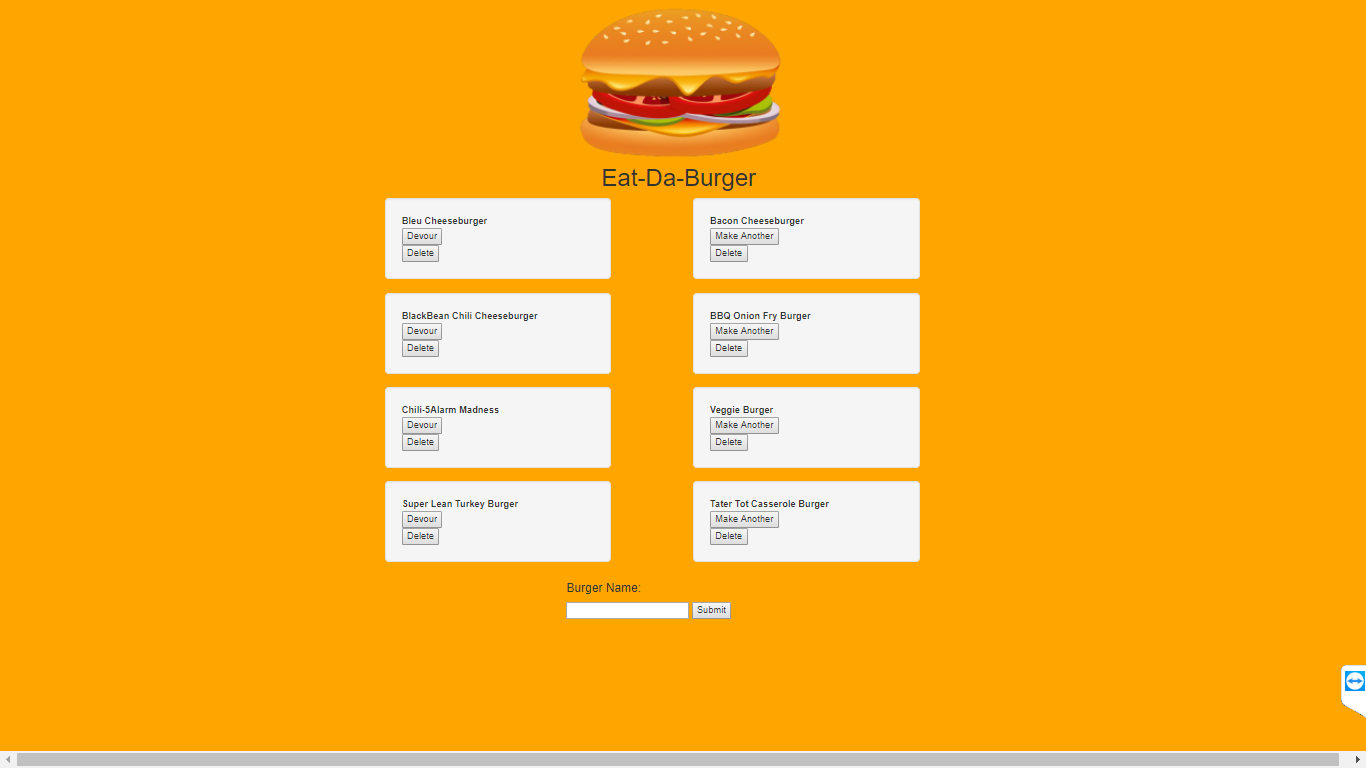 Eat-Da-Burger
Bleu Cheeseburger
Devour
Delete
Bacon Cheeseburger
Make Another
Delete
BlackBean Chili Cheeseburger
Devour
Delete
BBQ Onion Fry Burger
Make Another
Delete
Chili-5Alarm Madness
Devour
Delete
Veggie Burger
Make Another
Delete
Super Lean Turkey Burger
Devour
Delete
Tater Tot Casserole Burger
Make Another
Delete
Burger Name:
Submit